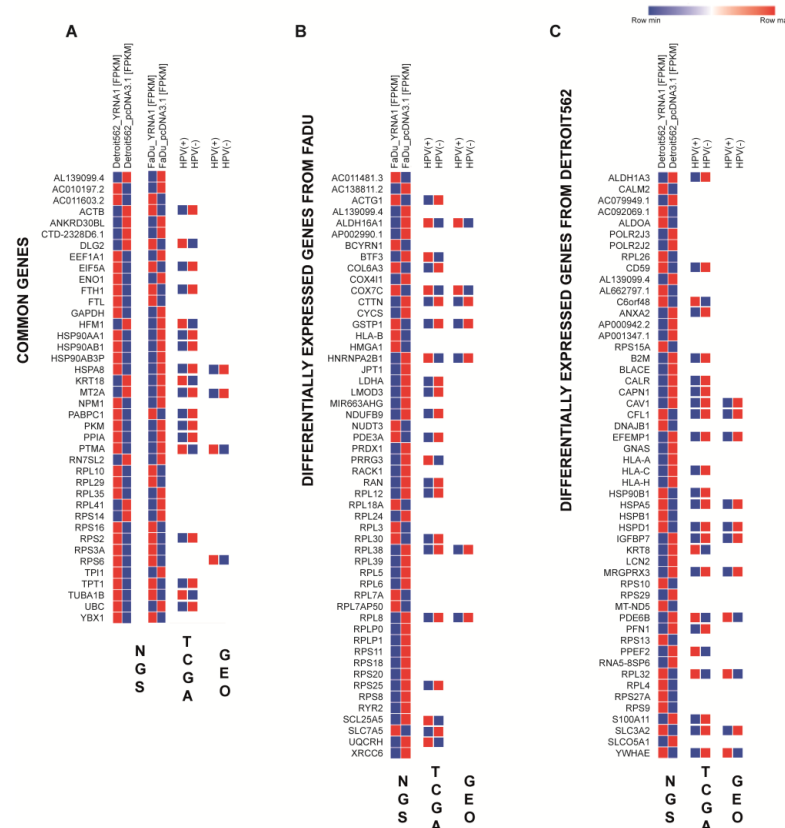 A
B
C
Row min
Row ma
COMMON GENES
Detroit562_YRNA1 [FPKM]
Detroit562_pcDNA3.1 [FPKM]
FaDu_YRNA1 [FPKM]
FaDu_pcDNA3.1 [FPKM]
HPV(+)
HPV(-)
HPV(+)
HPV(-)
AL139099.4
AC010197.2
AC011603.2
ACTB
ANKRD30BL
CTD-2328D6.1
DLG2
EEF1A1
EIF5A
ENO1
FTH1
FTL
GAPDH
HFM1
HSP90AA1
HSP90AB1
HSP90AB3P
HSPA8
KRT18
MT2A
NPM1
PABPC1
PKM
PPIA
PTMA
RN7SL2
RPL10
RPL29
RPL35
RPL41
RPS14
RPS16
RPS2
RPS3A
RPS6
TPI1
TPT1
TUBA1B
UBC
YBX1
NGS
TCGA
GEO
DIFFERENTIALLY EXPRESSED GENES FROM FADU
FaDu_YRNA1 [FPKM]
FaDu_pcDNA3.1 [FPKM]
HPV(+)
HPV(-)
HPV(+)
HPV(-)
AC011481.3
AC138811.2
ACTG1
AL139099.4
ALDH16A1
AP002990.1
BCYRN1
BTF3
COL6A3
COX4I1
COX7C
CTTN
CYCS
GSTP1
HLA-B
HMGA1
HNRNPA2B1
JPT1
LDHA
LMOD3
MIR663AHG
NDUFB9
NUDT3
PDE3A
PRDX1
PRRG3
RACK1
RAN
RPL12
RPL18A
RPL24
RPL3
RPL30
RPL38
RPL39
RPL5
RPL6
RPL7A
RPL7AP50
RPL8
RPLP0
RPLP1
RPS11
RPS18
RPS20
RPS25
RPS8
RYR2
SCL25A5
SLC7A5
UQCRH
XRCC6
NGS
TCGA
GEO
DIFFERENTIALLY EXPRESSED GENES FROM DETROIT562
Detroit562_YRNA1 [FPKM]
Detroit562_pcDNA3.1 [FPKM]
HPV(+)
HPV(-)
HPV(+)
HPV(-)
ALDH1A3
CALM2
AC079949.1
AC092069.1
ALDOA
POLR2J3
POLR2J2
RPL26
CD59
AL139099.4
AL662797.1
C6orf48
ANXA2
AP000942.2
AP001347.1
RPS15A
B2M
BLACE
CALR
CAPN1
CAV1
CFL1
DNAJB1
EFEMP1
GNAS
HLA-A
HLA-C
HLA-H
HSP90B1
HSPA5
HSPB1
HSPD1
IGFBP7
KRT8
LCN2
MRGPRX3
RPS10
RPS29
MT-ND5
PDE6B
PFN1
RPS13
PPEF2
RNA5-8SP6
RPL32
RPL4
RPS27A
RPS9
S100A11
SLC3A2
SLCO5A1
YWHAE
NGS
TCGA
GEO